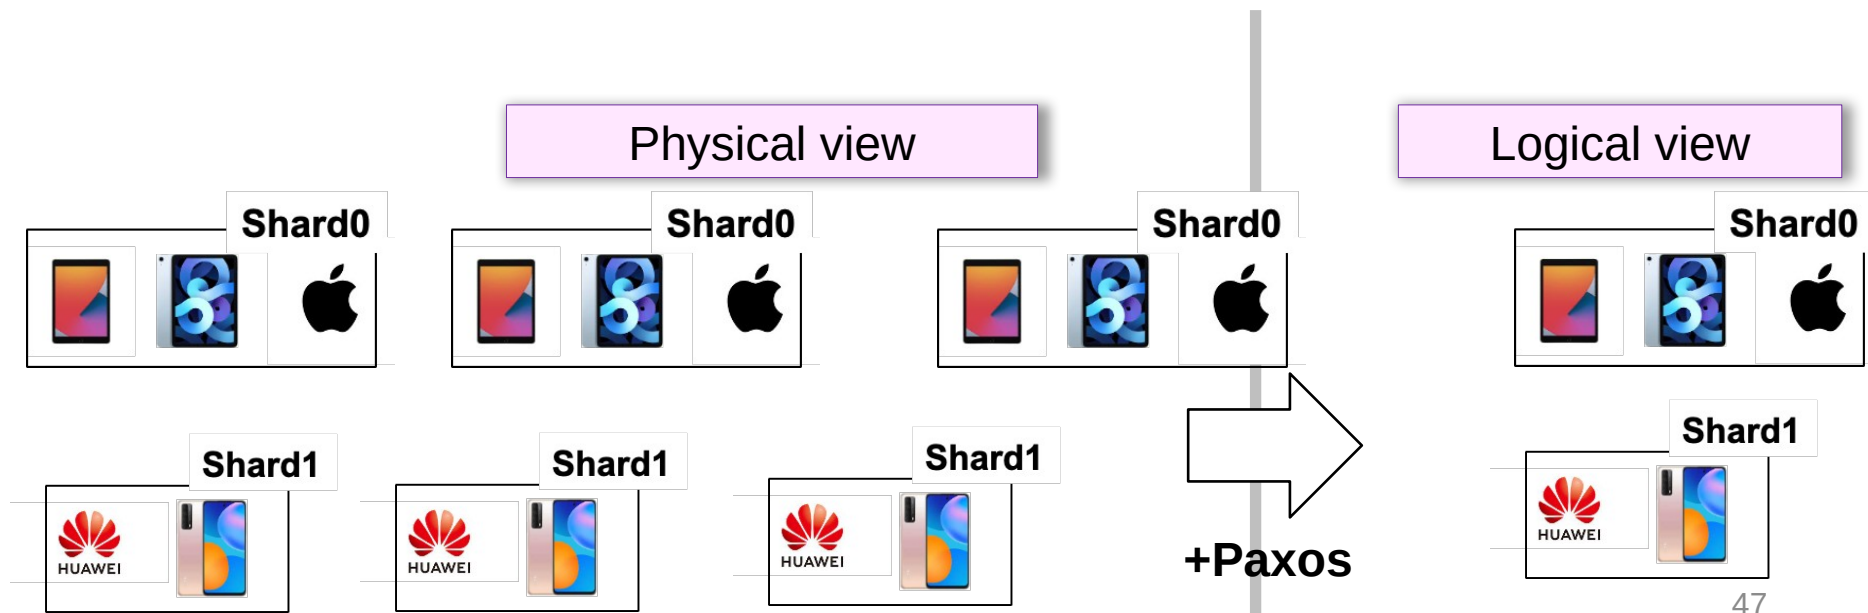 Physical view
Logical view
Shard0
Shard0
Shard0
Shard0
Shard1
Shard1
Shard1
Shard1
HUAWEI
HUAWEI
HUAWEI
HUAWEI
+Paxos
47